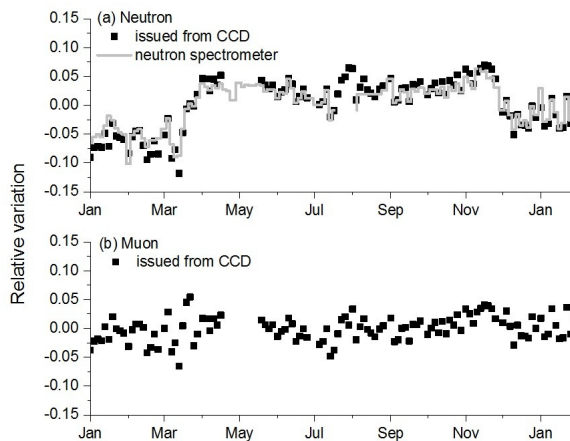 (a) Neutron
issued from CCD
neutron spectrometer
0.15
0.10
0.05
0.00
-0.05
-0.10
-0.15
Jan Mar May Jul Sep Nov Jan
Relative variation
(b) Muon
issued from CCD
0.15
0.10
0.05
0.00
-0.05
-0.10
-0.15
Jan Mar May Jul Sep Nov Jan